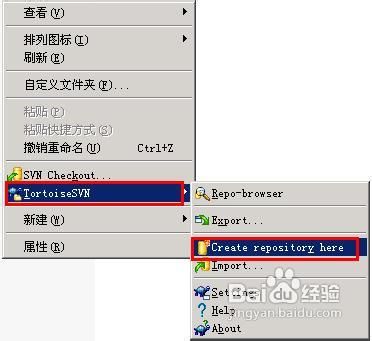 查看(V)
排列图标(I)
刷新(E)
自定义文件夹(F)...
粘贴(P)
粘贴快捷方式(S)
撤销重命名(U) Ctrl+Z
SVN Checkout...
TortoiseSVN
新建(W)
属性(R)
Repo-browser
Export...
Create repository here
Import...
Settings
Help
About
Baidu 经验
jingyan.baidu.com